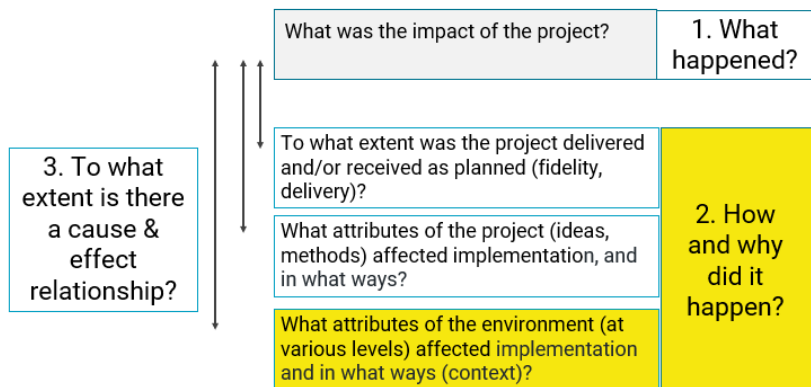 What was the impact of the project?
1. What
happened?
To what extent was the project delivered
and/or received as planned (fidelity,
delivery)?
3. To what
extent is there
a cause &
effect
relationship?
What attributes of the project (ideas,
methods) affected implementation, and
in what ways?
2. How
and why
did it
happen?
What attributes of the environment (at
various levels) affected implementation
and in what ways (context)?